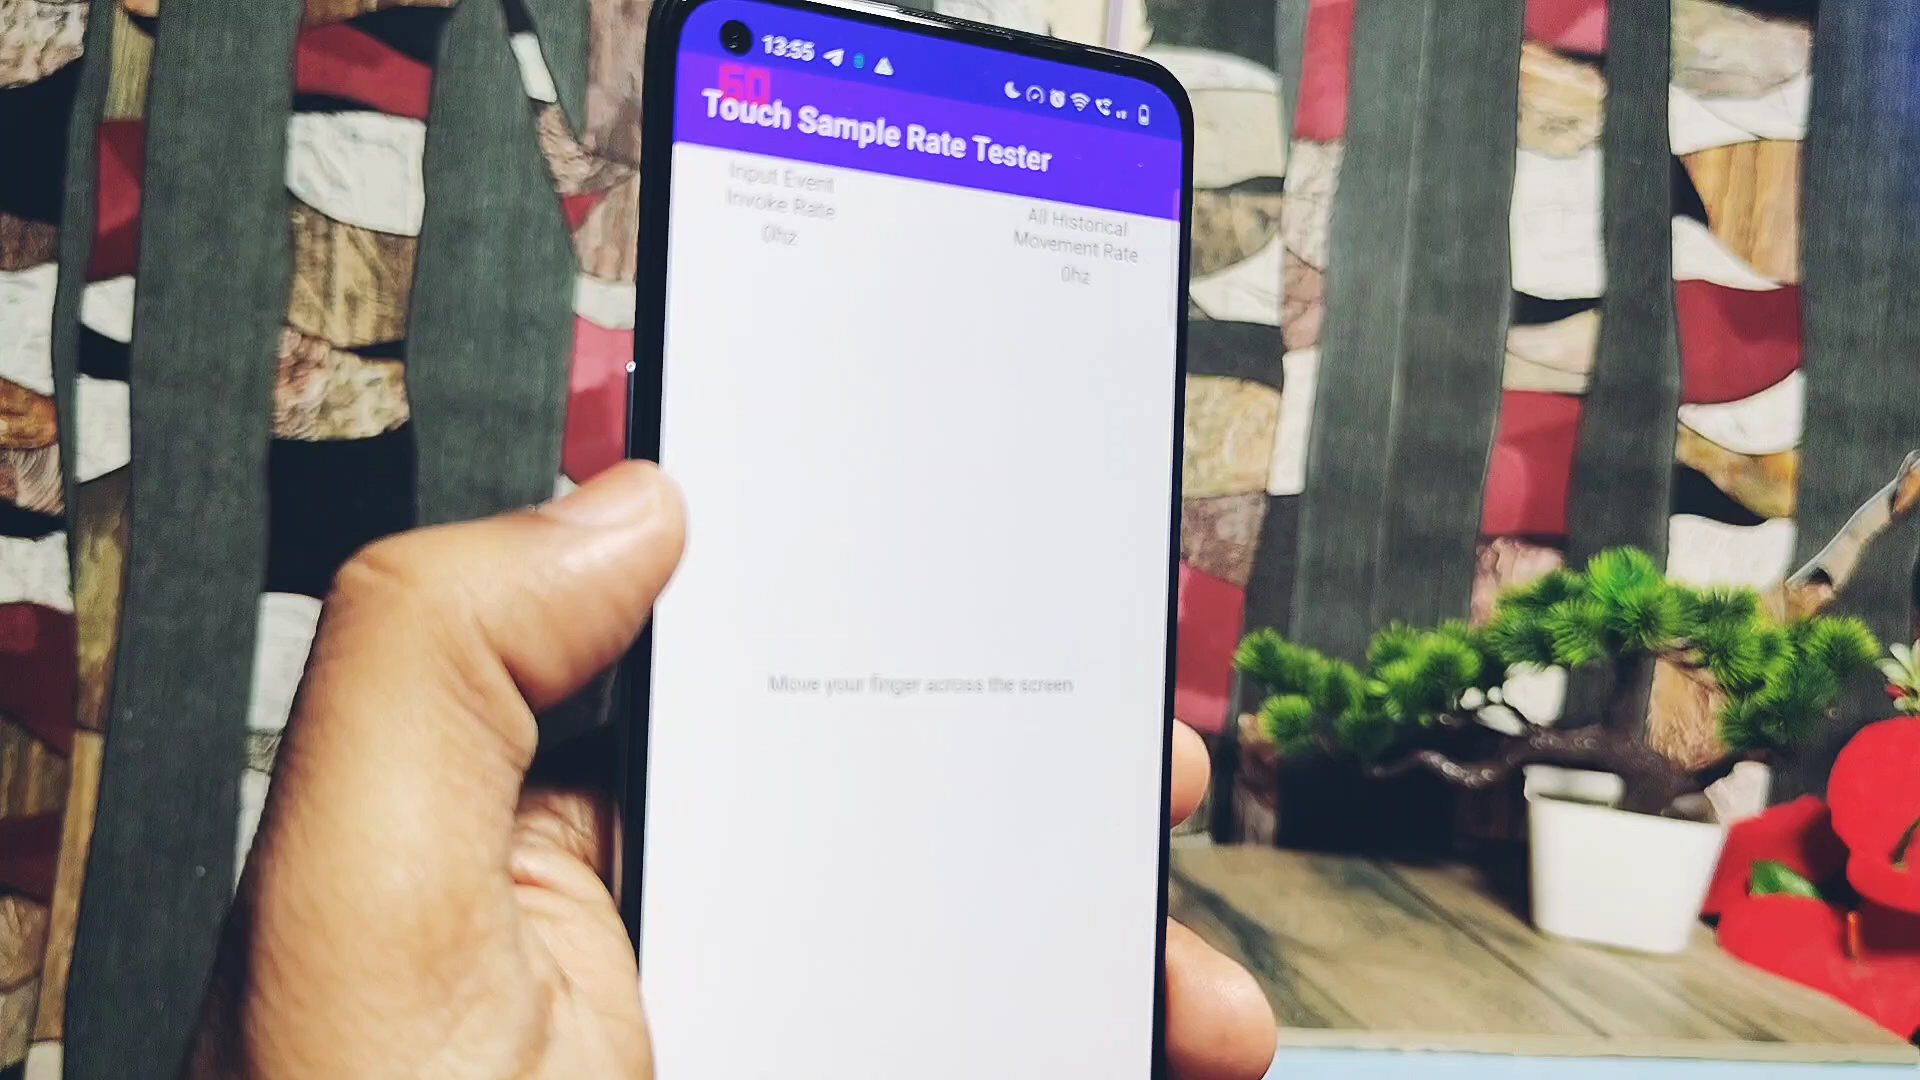 13:55
60
Touch Sample Rate Tester
Input Event
Invoke Rate
0hz
All Historical
Movement Rate
0hz
Move your finger across the screen